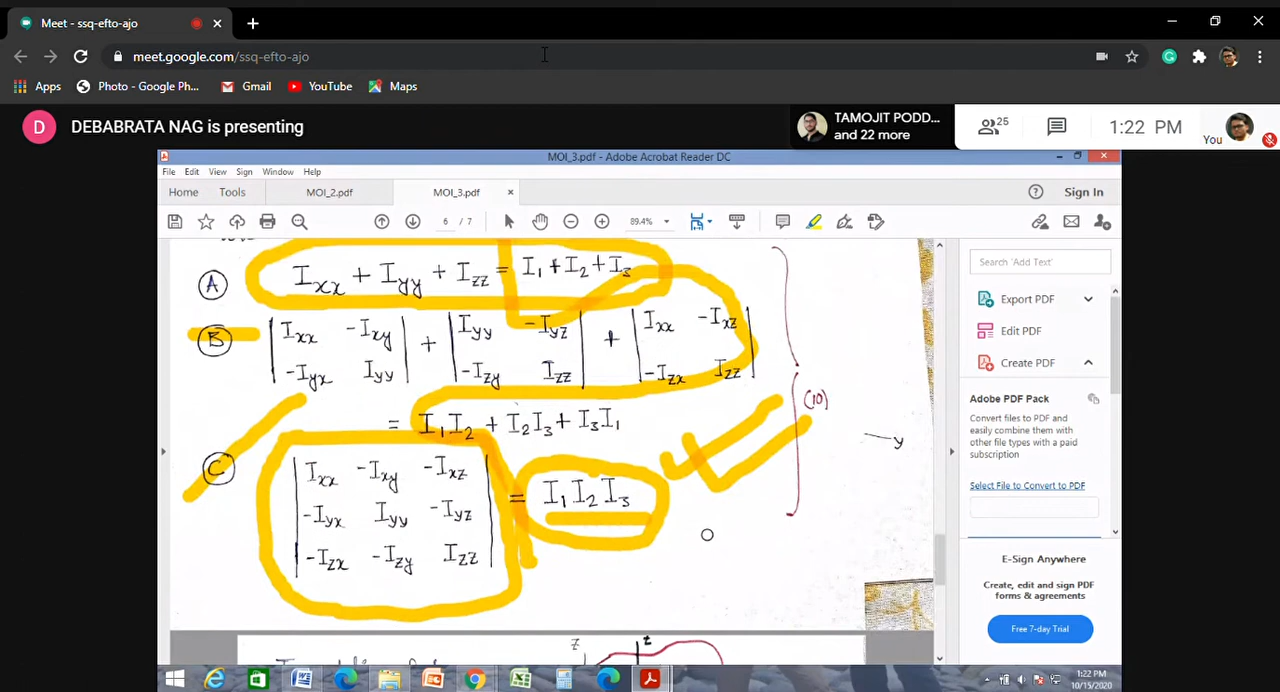 Meet - ssq-efto-ajo
meet.google.com/ssq-efto-ajo
Apps Photo - Google Ph... Gmail YouTube Maps
D DEBABRATA NAG is presenting
TAMOJIT PODD...
and 22 more
25
1:22 PM
You
MOI_3.pdf - Adobe Acrobat Reader DC
File Edit View Sign Window Help
Home Tools MOI_2.pdf MOI_3.pdf × Sign In
6 / 7 89.4%
(A) Ixx + Iyy + Izz = I1 + I2 + I3
(B) | Ixx -Ixy | + | Iyy -Iyz | + | Ixx -Ixz |
| -Iyx Iyy | | -Izy Izz | | -Izx Izz |
= I1I2 + I2I3 + I3I1
(10)
(C) | Ixx -Ixy -Ixz |
| -Iyx Iyy -Iyz | = I1I2I3
| -Izx -Izy Izz |
y
z
z
Search 'Add Text'
Export PDF
Edit PDF
Create PDF
Adobe PDF Pack
Convert files to PDF and
easily combine them with
other file types with a paid
subscription
Select File to Convert to PDF
E-Sign Anywhere
Create, edit and sign PDF
forms & agreements
Free 7-day Trial
1:22 PM
10/15/2020